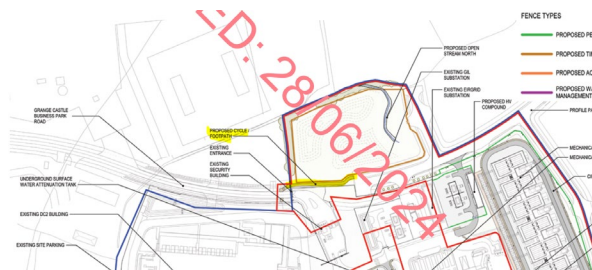 FENCE TYPES
PROPOSED PE
PROPOSED TIM
PROPOSED AC
PROPOSED WA
MANAGEMENT
PROPOSED OPEN
STREAM NORTH
EXISTING GIL
SUBSTATION
EXISTING EIRGRID
SUBSTATION
PROPOSED HV
COMPOUND
PROFILE PA
GRANGE CASTLE
BUSINESS PARK
ROAD
PROPOSED CYCLE /
FOOTPATH
EXISTING
ENTRANCE
EXISTING
SECURITY
BUILDING
MECHANICA
MECHANICA
UNDERGROUND SURFACE
WATER ATTENUATION TANK
EXISTING DC2 BUILDING
EXISTING SITE PARKING
ED: 28/06/2024